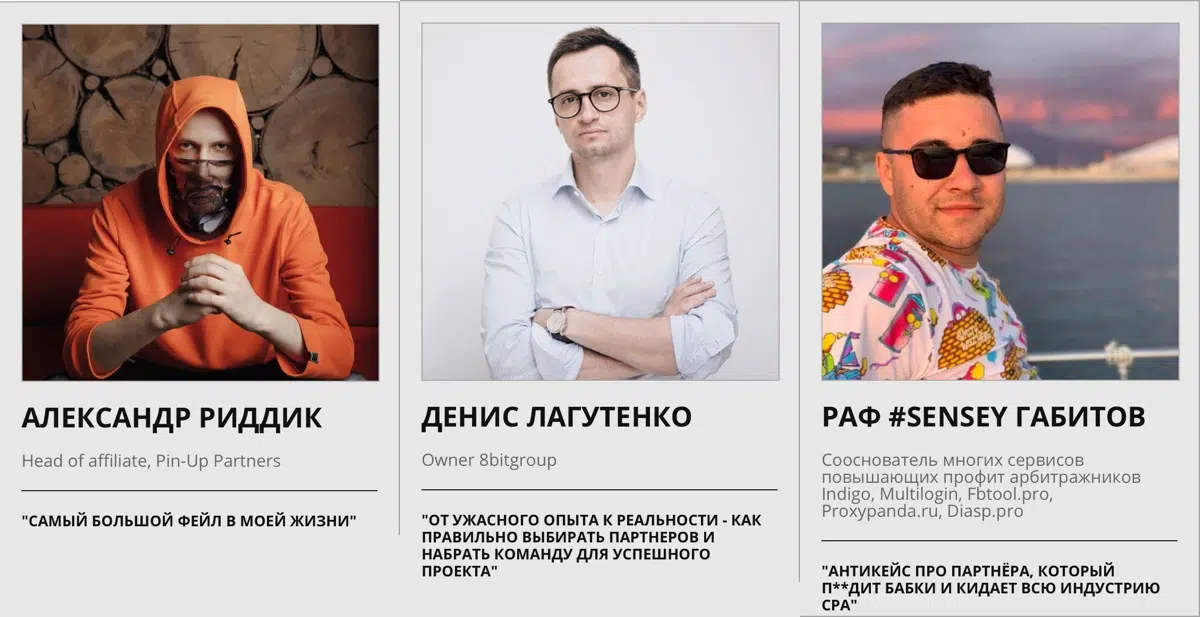 АЛЕКСАНДР РИДДИК
Head of affiliate, Pin-Up Partners
"САМЫЙ БОЛЬШОЙ ФЕЙЛ В МОЕЙ ЖИЗНИ"
ДЕНИС ЛАГУТЕНКО
Owner 8bitgroup
"ОТ УЖАСНОГО ОПЫТА К РЕАЛЬНОСТИ - КАК
ПРАВИЛЬНО ВЫБИРАТЬ ПАРТНЕРОВ И
НАБРАТЬ КОМАНДУ ДЛЯ УСПЕШНОГО
ПРОЕКТА"
РАФ #SENSEY ГАБИТОВ
Сооснователь многих сервисов
повышающих профит арбитражников
Indigo, Multilogin, Fbtool.pro,
Proxypanda.ru, Diasp.pro
"АНТИКЕЙС ПРО ПАРТНЁРА, КОТОРЫЙ
П**ДИТ БАБКИ И КИДАЕТ ВСЮ ИНДУСТРИЮ
CPA"